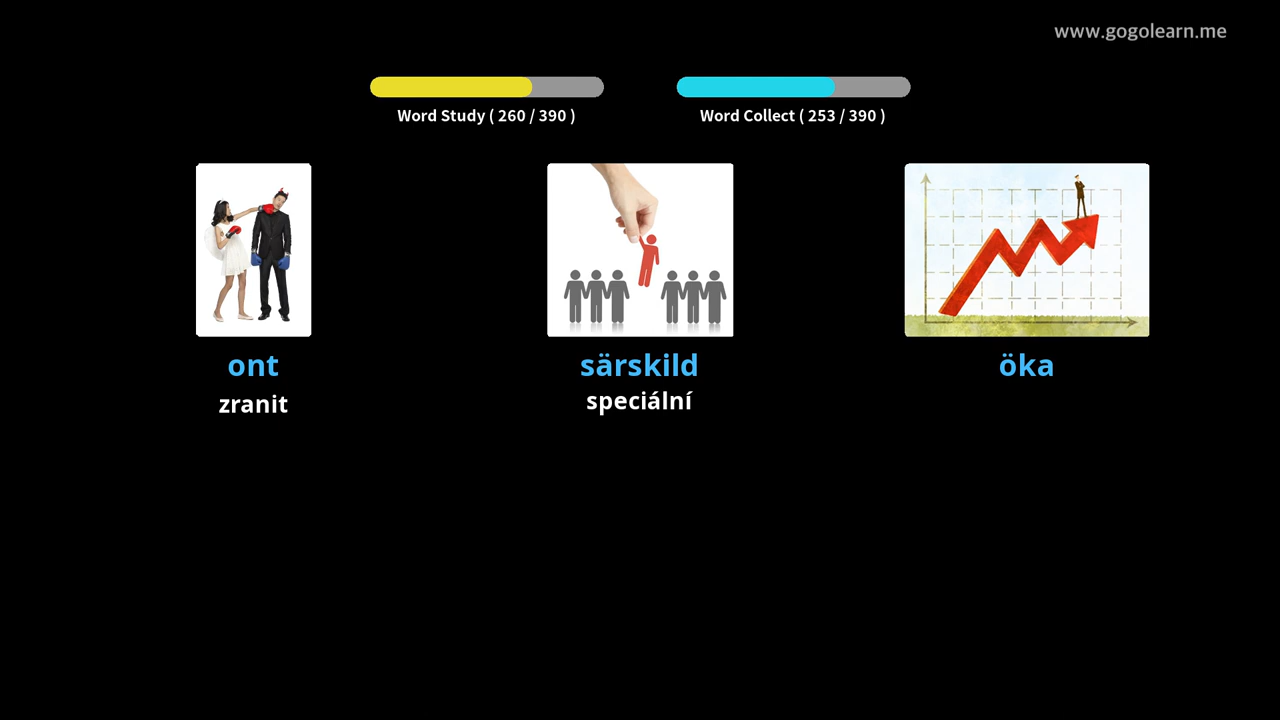 www.gogolearn.me
Word Study ( 260 / 390 )
Word Collect ( 253 / 390 )
ont
särskild
öka
zranit
speciální